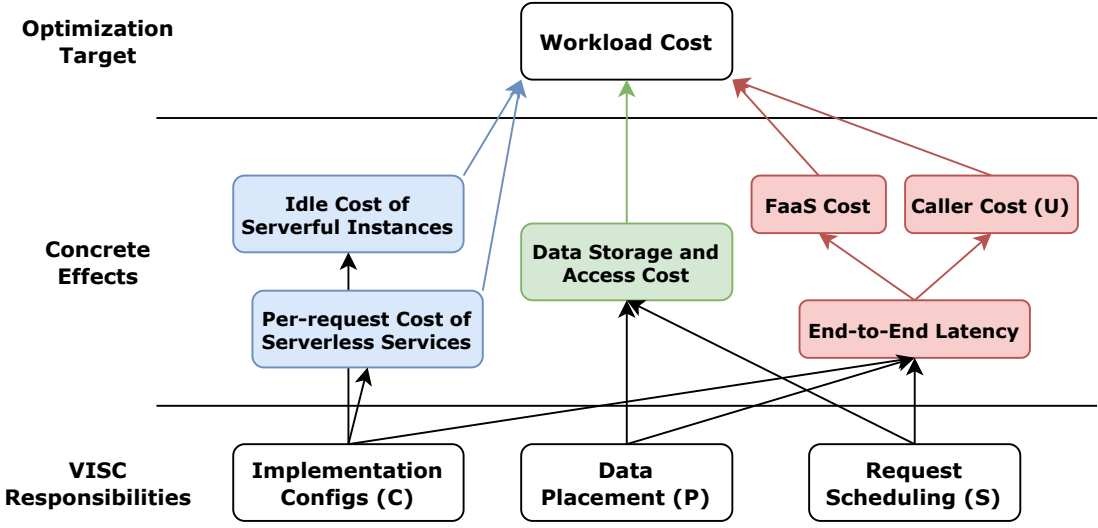 Optimization
Target
Workload Cost
Concrete
Effects
Idle Cost of
Serverful Instances
Per-request Cost of
Serverless Services
Data Storage and
Access Cost
FaaS Cost
Caller Cost (U)
End-to-End Latency
VISC
Responsibilities
Implementation
Configs (C)
Data
Placement (P)
Request
Scheduling (S)